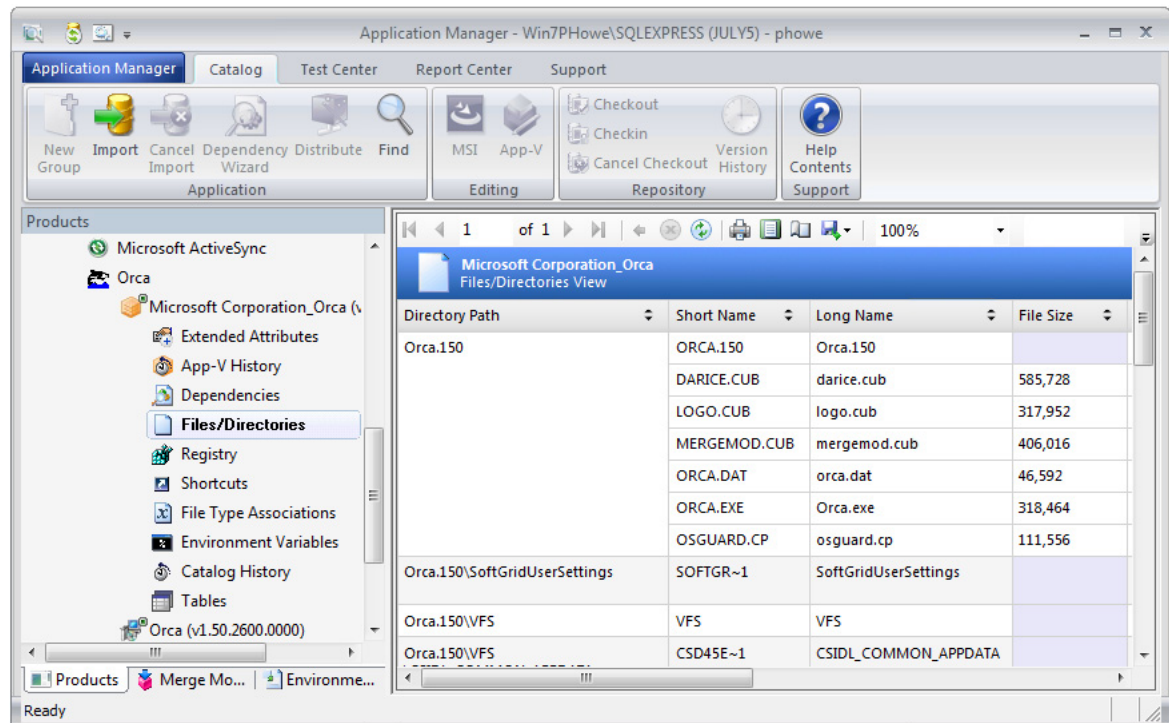 Application Manager - Win7PHowe\SQLEXPRESS (JULY5) - phowe
Application Manager Catalog Test Center Report Center Support
New Group Import Cancel Import Dependency Wizard Distribute Find
Application
MSI App-V
Editing
Checkout
Checkin
Cancel Checkout
Version History
Repository
Help Contents
Support
Products
Microsoft ActiveSync
Orca
Microsoft Corporation_Orca (v
Extended Attributes
App-V History
Dependencies
Files/Directories
Registry
Shortcuts
File Type Associations
Environment Variables
Catalog History
Tables
Orca (v1.50.2600.0000)
Products Merge Mo... Environme...
1 of 1 100%
Microsoft Corporation_Orca
Files/Directories View
Directory Path Short Name Long Name File Size
Orca.150 ORCA.150 Orca.150
DARICE.CUB darice.cub 585,728
LOGO.CUB logo.cub 317,952
MERGEMOD.CUB mergemod.cub 406,016
ORCA.DAT orca.dat 46,592
ORCA.EXE Orca.exe 318,464
OSGUARD.CP osguard.cp 111,556
Orca.150\SoftGridUserSettings SOFTGR~1 SoftGridUserSettings
Orca.150\VFS VFS VFS
Orca.150\VFS CSD45E~1 CSIDL_COMMON_APPDATA
Ready